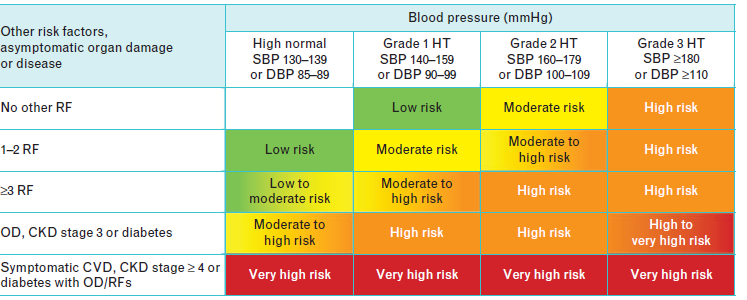 Blood pressure (mmHg)
Other risk factors,
asymptomatic organ damage
or disease
High normal
SBP 130–139
or DBP 85–89
Grade 1 HT
SBP 140–159
or DBP 90–99
Grade 2 HT
SBP 160–179
or DBP 100–109
Grade 3 HT
SBP ≥180
or DBP ≥110
No other RF
Low risk
Moderate risk
High risk
1–2 RF
Low risk
Moderate risk
Moderate to
high risk
High risk
≥3 RF
Low to
moderate risk
Moderate to
high risk
High risk
High risk
OD, CKD stage 3 or diabetes
Moderate to
high risk
High risk
High risk
High to
very high risk
Symptomatic CVD, CKD stage ≥ 4 or
diabetes with OD/RFs
Very high risk
Very high risk
Very high risk
Very high risk